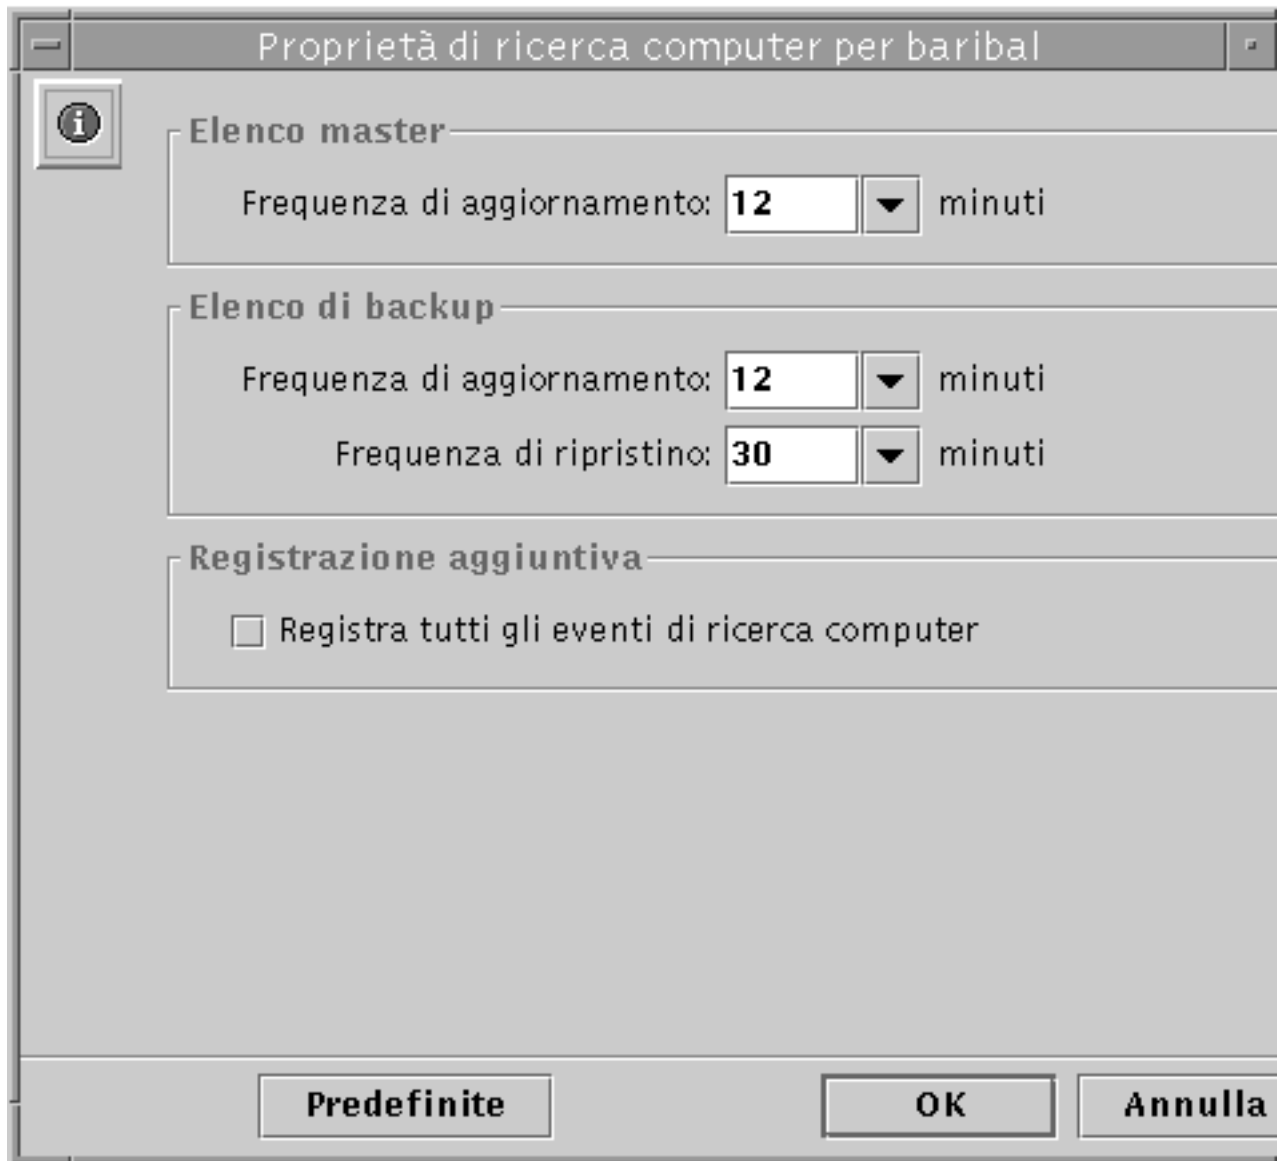 Proprietà di ricerca computer per baribal
Elenco master
Frequenza di aggiornamento: 12 minuti
Elenco di backup
Frequenza di aggiornamento: 12 minuti
Frequenza di ripristino: 30 minuti
Registrazione aggiuntiva
Registra tutti gli eventi di ricerca computer
Predefinite OK Annulla